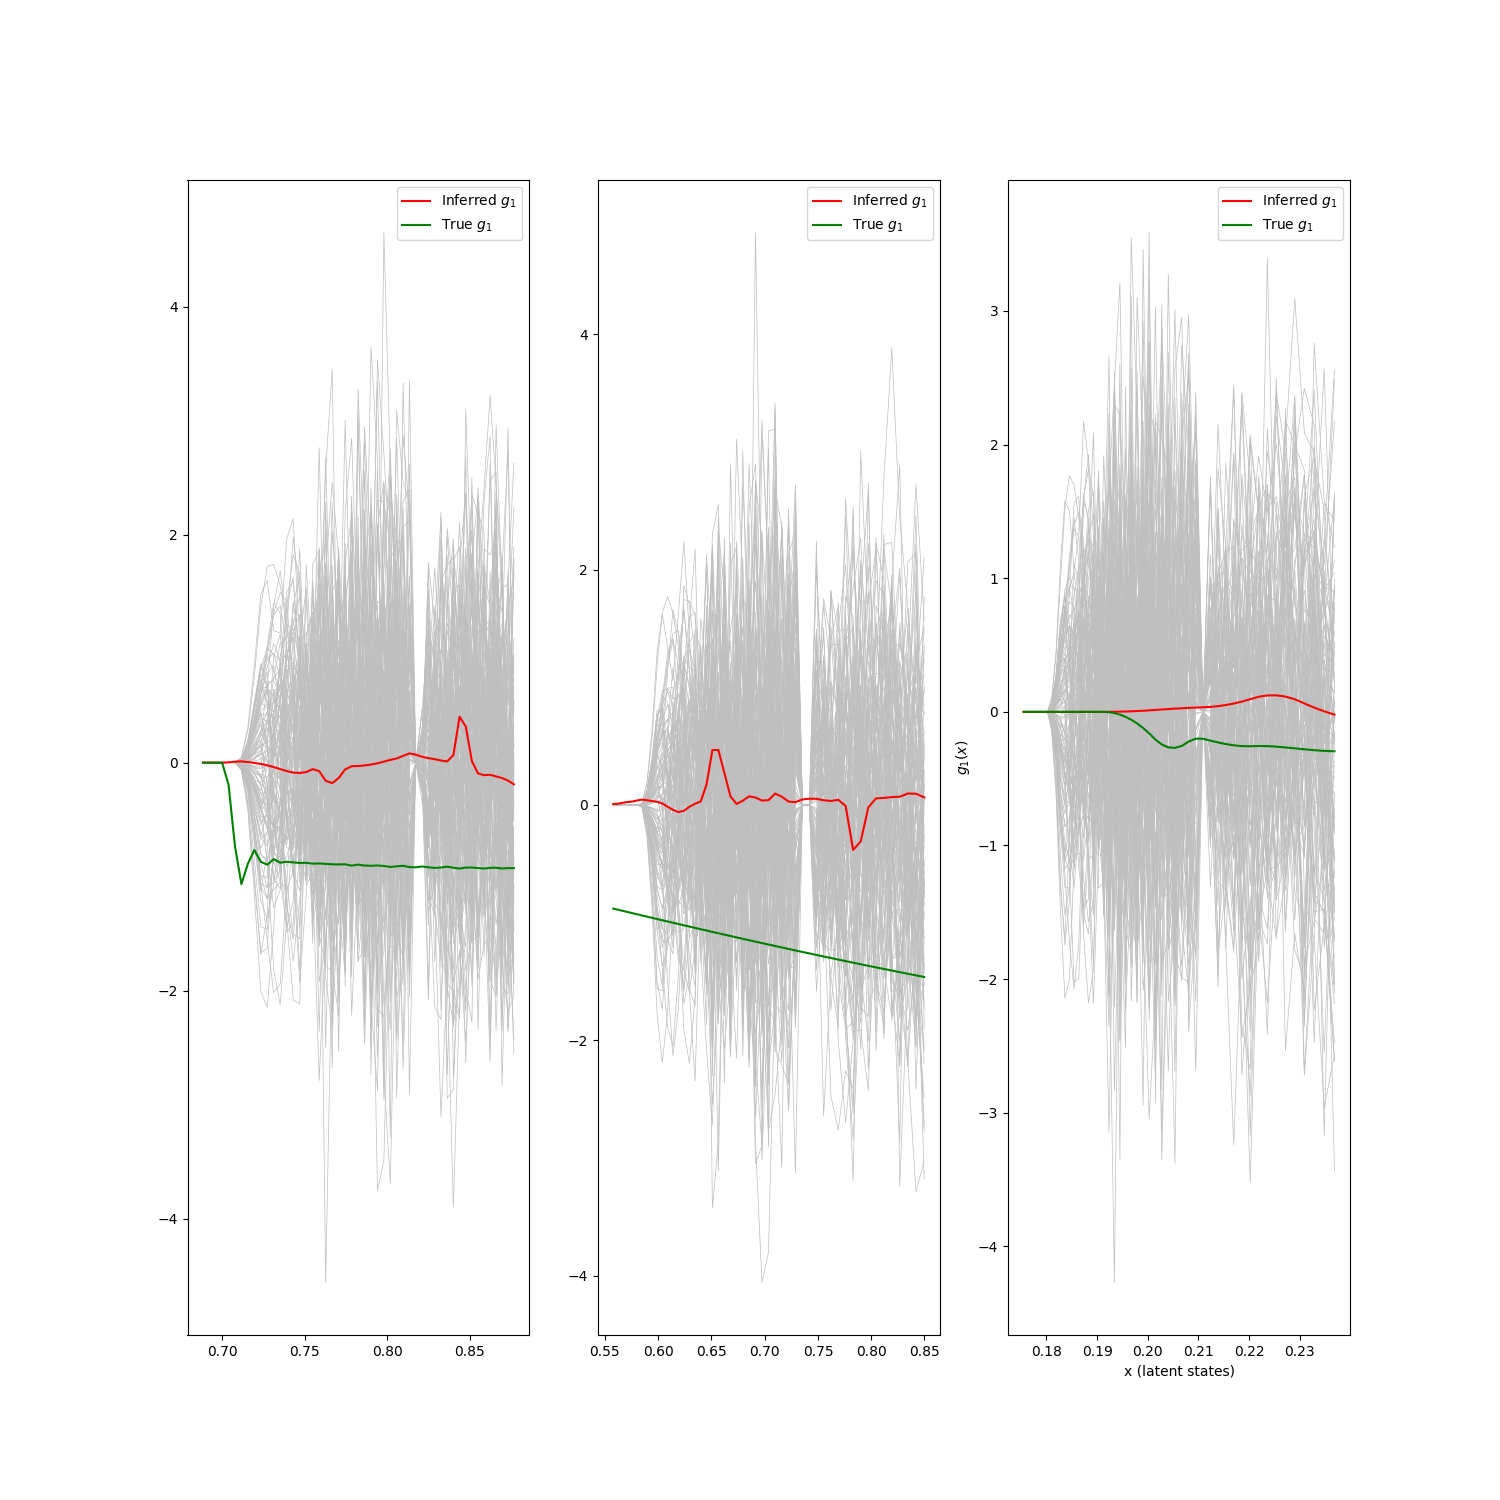 Inferred g₁
True g₁
4
2
0
−2
−4
0.70 0.75 0.80 0.85
Inferred g₁
True g₁
4
2
0
−2
−4
0.55 0.60 0.65 0.70 0.75 0.80 0.85
Inferred g₁
True g₁
3
2
1
0
−1
−2
−3
−4
g₁(x)
0.18 0.19 0.20 0.21 0.22 0.23
x (latent states)